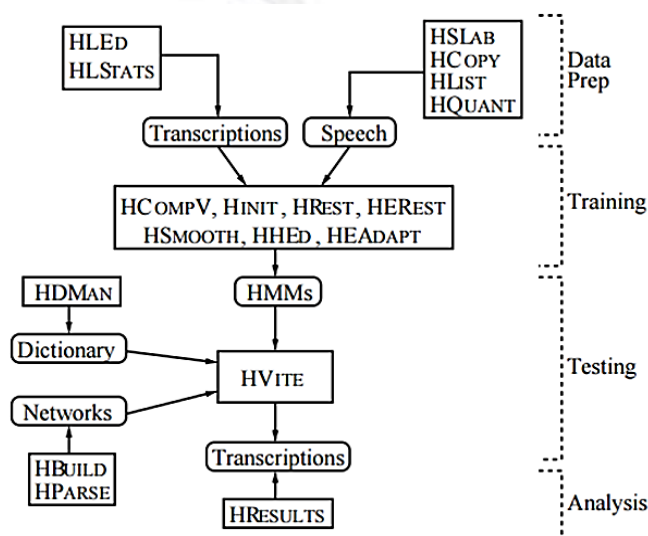 HLEd
HLStats
HSLab
HCopy
HList
HQuant
Data
Prep
Transcriptions
Speech
HCompV, HInit, HRest, HERest
HSmooth, HHEd, HEAdapt
Training
HDMan
HMMs
Dictionary
HVite
Testing
Networks
HBuild
HParse
Transcriptions
HResults
Analysis